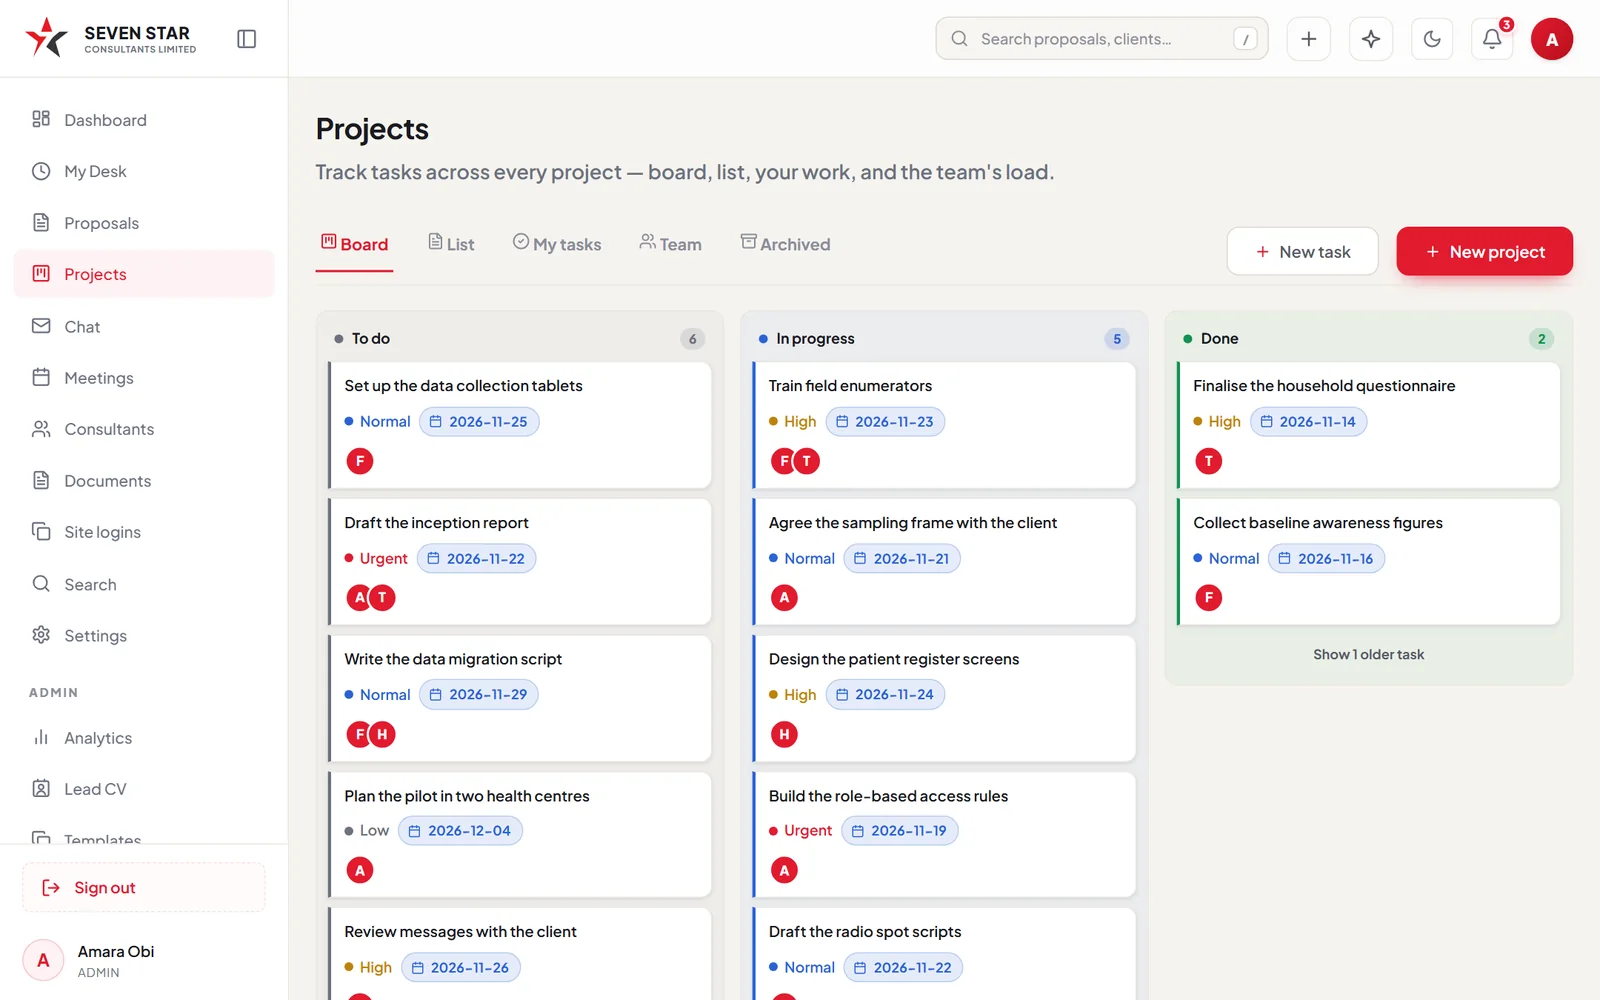 SEVEN STAR
CONSULTANTS LIMITED
Search proposals, clients...
/
3
A
Dashboard
My Desk
Proposals
Projects
Chat
Meetings
Consultants
Documents
Site logins
Search
Settings
ADMIN
Analytics
Lead CV
Templates
Sign out
A
Amara Obi
ADMIN
Projects
Track tasks across every project — board, list, your work, and the team's load.
Board
List
My tasks
Team
Archived
+ New task
+ New project
To do
6
Set up the data collection tablets
Normal
2026-11-25
F
Draft the inception report
Urgent
2026-11-22
A
T
Write the data migration script
Normal
2026-11-29
F
H
Plan the pilot in two health centres
Low
2026-12-04
A
Review messages with the client
High
2026-11-26
In progress
5
Train field enumerators
High
2026-11-23
F
T
Agree the sampling frame with the client
Normal
2026-11-21
A
Design the patient register screens
High
2026-11-24
H
Build the role-based access rules
Urgent
2026-11-19
A
Draft the radio spot scripts
Normal
2026-11-22
Done
2
Finalise the household questionnaire
High
2026-11-14
T
Collect baseline awareness figures
Normal
2026-11-16
F
Show 1 older task